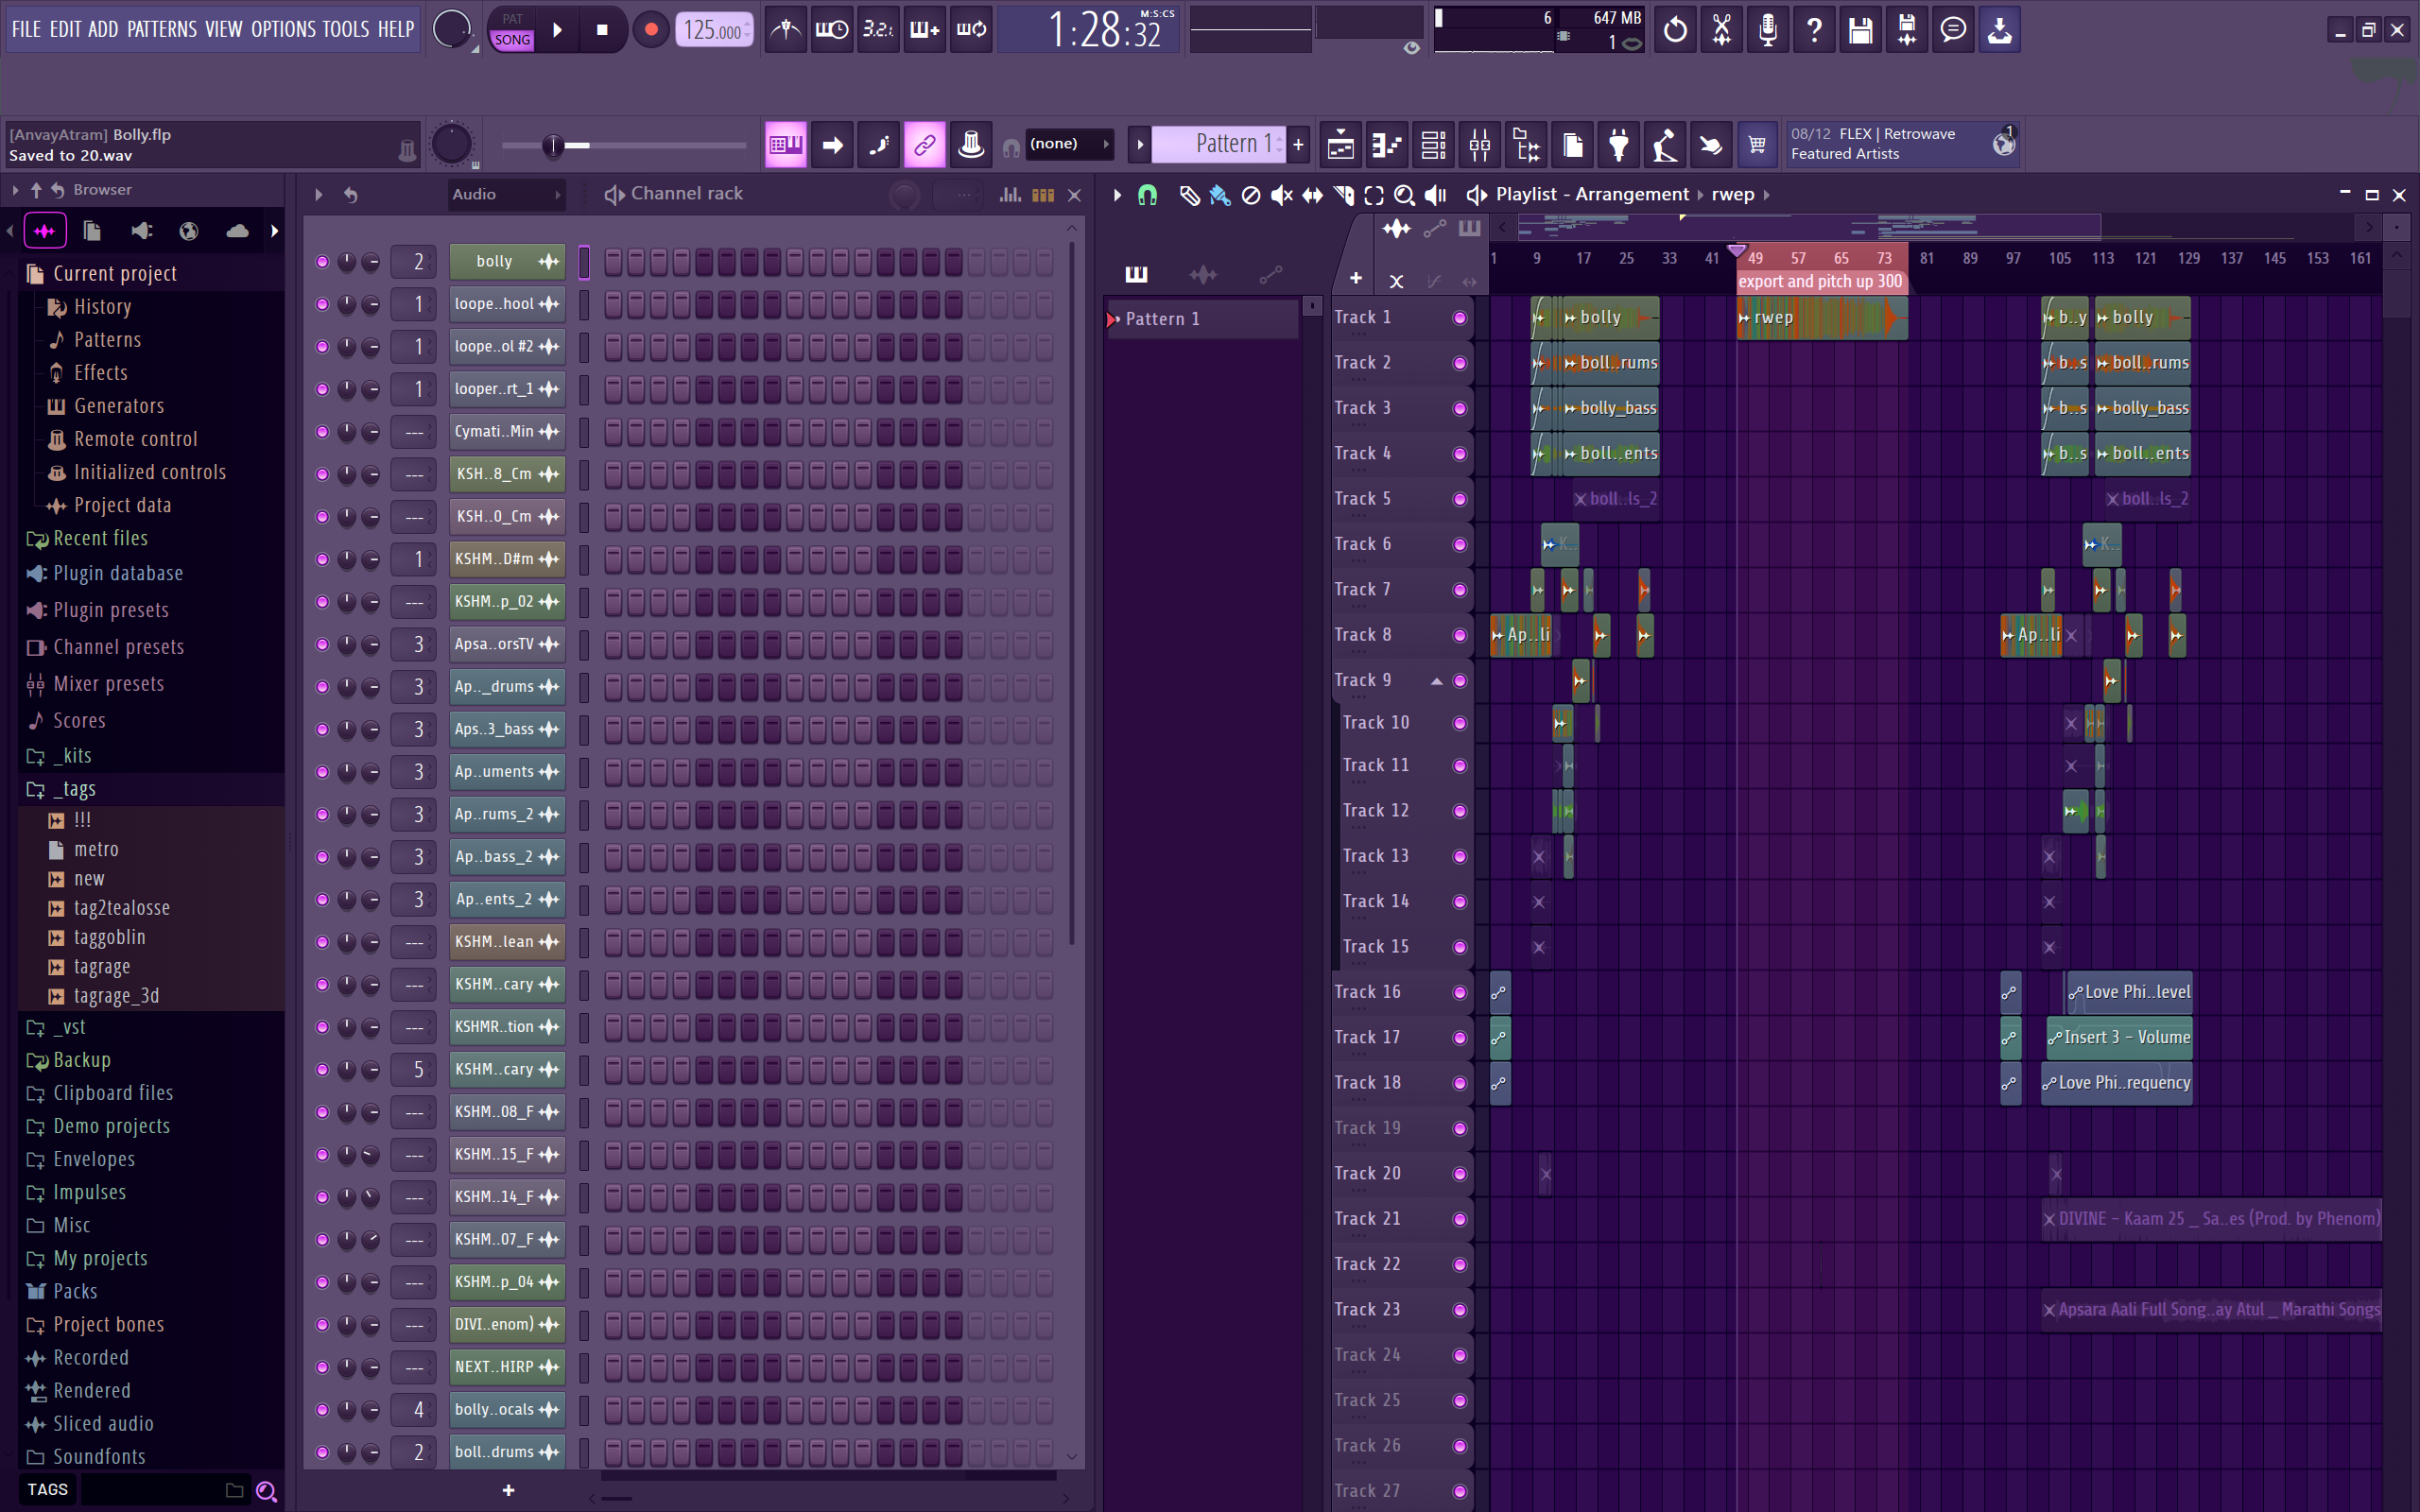 FILE EDIT ADD PATTERNS VIEW OPTIONS TOOLS HELP
PAT
SONG
125.000
3.2.
1:28:32
M:S:CS
6
647 MB
1
[AnvayAtram] Bolly.flp
Saved to 20.wav
(none)
Pattern 1
08/12 FLEX | Retrowave
Featured Artists
1
Browser
Current project
History
Patterns
Effects
Generators
Remote control
Initialized controls
Project data
Recent files
Plugin database
Plugin presets
Channel presets
Mixer presets
Scores
_kits
_tags
!!!
metro
new
tag2tealosse
taggoblin
tagrage
tagrage_3d
_vst
Backup
Clipboard files
Demo projects
Envelopes
Impulses
Misc
My projects
Packs
Project bones
Recorded
Rendered
Sliced audio
Soundfonts
TAGS
Audio
Channel rack
2 bolly
1 loope..hool
1 loope..ol #2
1 looper..rt_1
--- Cymati..Min
--- KSH..8_Cm
--- KSH..0_Cm
1 KSHM..D#m
--- KSHM..p_02
3 Apsa..orsTV
3 Ap.._drums
3 Aps..3_bass
3 Ap..uments
3 Ap..rums_2
3 Ap..bass_2
3 Ap..ents_2
--- KSHM..lean
--- KSHM..cary
--- KSHMR..tion
5 KSHM..cary
--- KSHM..08_F
--- KSHM..15_F
--- KSHM..14_F
--- KSHM..07_F
--- KSHM..p_04
--- DIVI..enom)
--- NEXT..HIRP
4 bolly..ocals
2 boll..drums
Playlist - Arrangement › rwep ›
1 9 17 25 33 41 49 57 65 73 81 89 97 105 113 121 129 137 145 153 161
export and pitch up 300
Pattern 1
Track 1 bolly rwep b..y bolly
Track 2 boll..rums b..s boll..rums
Track 3 bolly_bass b..s bolly_bass
Track 4 boll..ents b..s boll..ents
Track 5 boll..ls_2 boll..ls_2
Track 6 K.. K..
Track 7
Track 8 Ap..li Ap..li
Track 9
Track 10
Track 11
Track 12
Track 13
Track 14
Track 15
Track 16 Love Phi..level
Track 17 Insert 3 - Volume
Track 18 Love Phi..requency
Track 19
Track 20
Track 21 DIVINE - Kaam 25 _ Sa..es (Prod. by Phenom)
Track 22
Track 23 Apsara Aali Full Song..ay Atul _ Marathi Songs
Track 24
Track 25
Track 26
Track 27